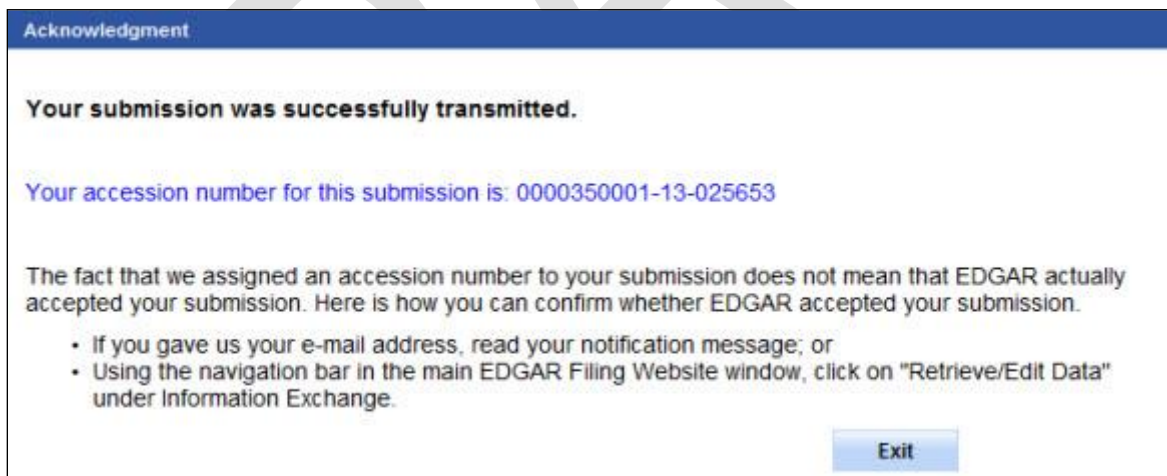 Acknowledgment
Your submission was successfully transmitted.
Your accession number for this submission is: 0000350001-13-025653
The fact that we assigned an accession number to your submission does not mean that EDGAR actually
accepted your submission. Here is how you can confirm whether EDGAR accepted your submission.
• If you gave us your e-mail address, read your notification message; or
• Using the navigation bar in the main EDGAR Filing Website window, click on "Retrieve/Edit Data"
under Information Exchange.
Exit